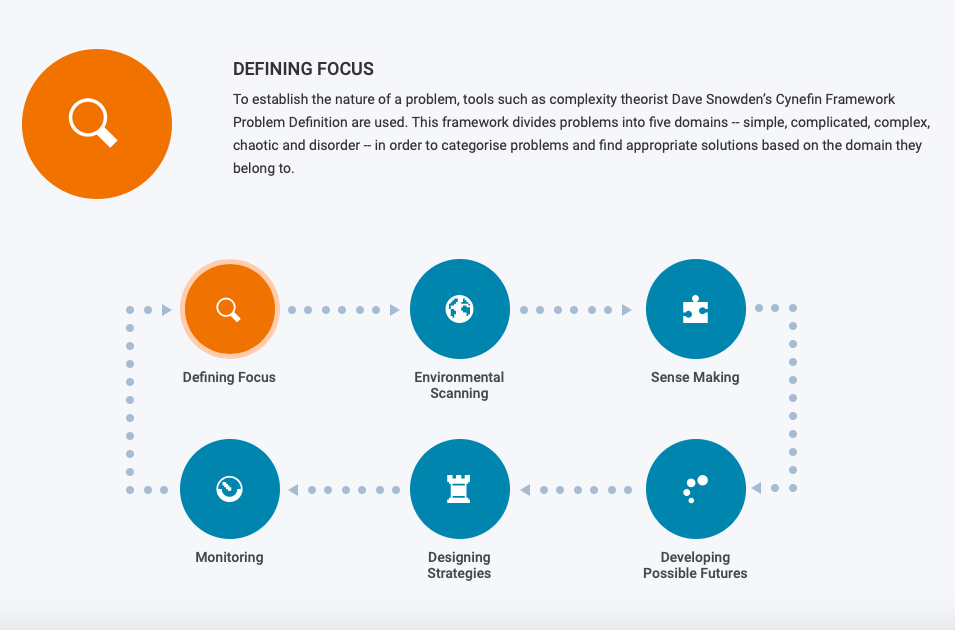 DEFINING FOCUS
To establish the nature of a problem, tools such as complexity theorist Dave Snowden’s Cynefin Framework
Problem Definition are used. This framework divides problems into five domains -- simple, complicated, complex,
chaotic and disorder -- in order to categorise problems and find appropriate solutions based on the domain they
belong to.
Defining Focus
Environmental
Scanning
Sense Making
Monitoring
Designing
Strategies
Developing
Possible Futures